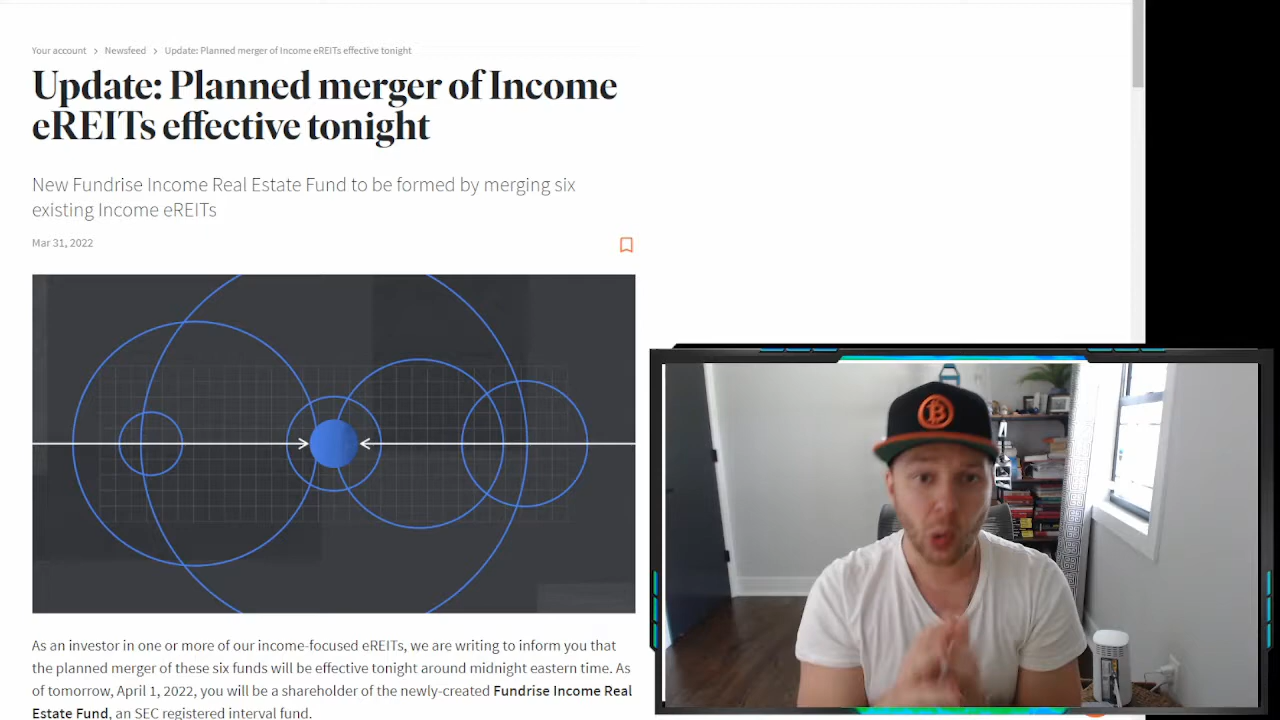 Your account > Newsfeed > Update: Planned merger of Income eREITs effective tonight
Update: Planned merger of Income
eREITs effective tonight
New Fundrise Income Real Estate Fund to be formed by merging six
existing Income eREITs
Mar 31, 2022
As an investor in one or more of our income-focused eREITs, we are writing to inform you that
the planned merger of these six funds will be effective tonight around midnight eastern time. As
of tomorrow, April 1, 2022, you will be a shareholder of the newly-created Fundrise Income Real
Estate Fund, an SEC registered interval fund.